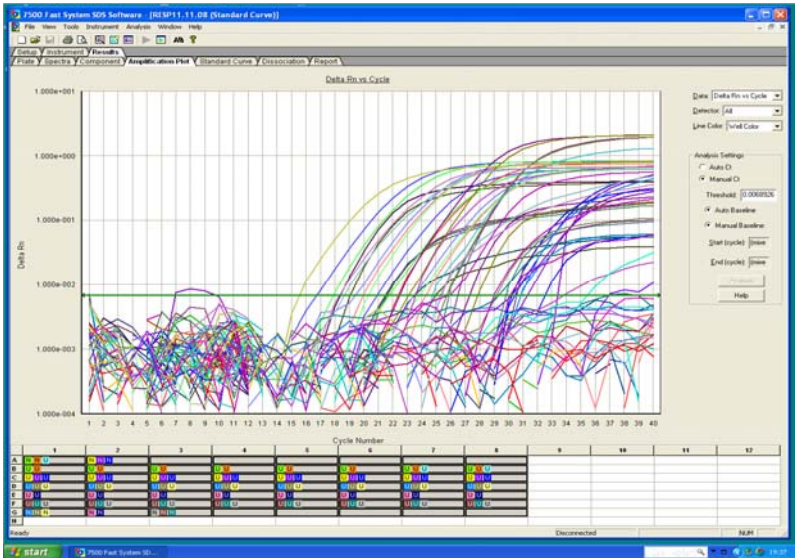 7500 Fast System SDS Software - [RESP11.11.08 (Standard Curve)]
File View Tools Instrument Analysis Window Help
Setup Instrument Results
Plate Spectra Component Amplification Plot Standard Curve Dissociation Report
Delta Rn vs Cycle
Data: Delta Rn vs Cycle
Detector: All
Line Color: Well Color
Analysis Settings
Auto Ct
Manual Ct
Threshold: 0.0068926
Auto Baseline
Manual Baseline
Start (cycle):
End (cycle):
Analyze
Help
1.000e+001
1.000e+000
1.000e-001
1.000e-002
1.000e-003
1.000e-004
Delta Rn
1 2 3 4 5 6 7 8 9 10 11 12 13 14 15 16 17 18 19 20 21 22 23 24 25 26 27 28 29 30 31 32 33 34 35 36 37 38 39 40
Cycle Number
1 2 3 4 5 6 7 8 9 10 11 12
A N N U N N N
B U U U U U U U U U U U U U U U U U U
C U U U U U U U U U U U U U U U U U U U U U U U U
D U U U U U U U U U U U U U U U U U U U U U U U U
E U U U U U U U U U U U U U U U U
F U U U U U U U U U U U U U U U U U U U U U U U U
G N N N N N N N N
H
Ready
Disconnected
NUM
start
7500 Fast System SD...
19:37